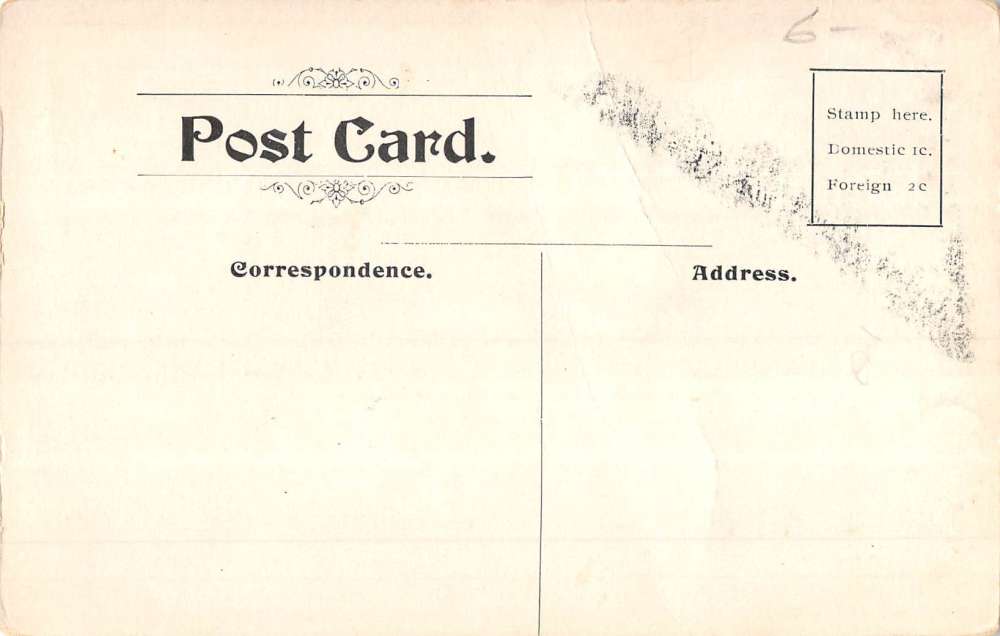 6 -
Post Card.
Stamp here.
Domestic 1c.
Foreign 2c
Correspondence.
Address.